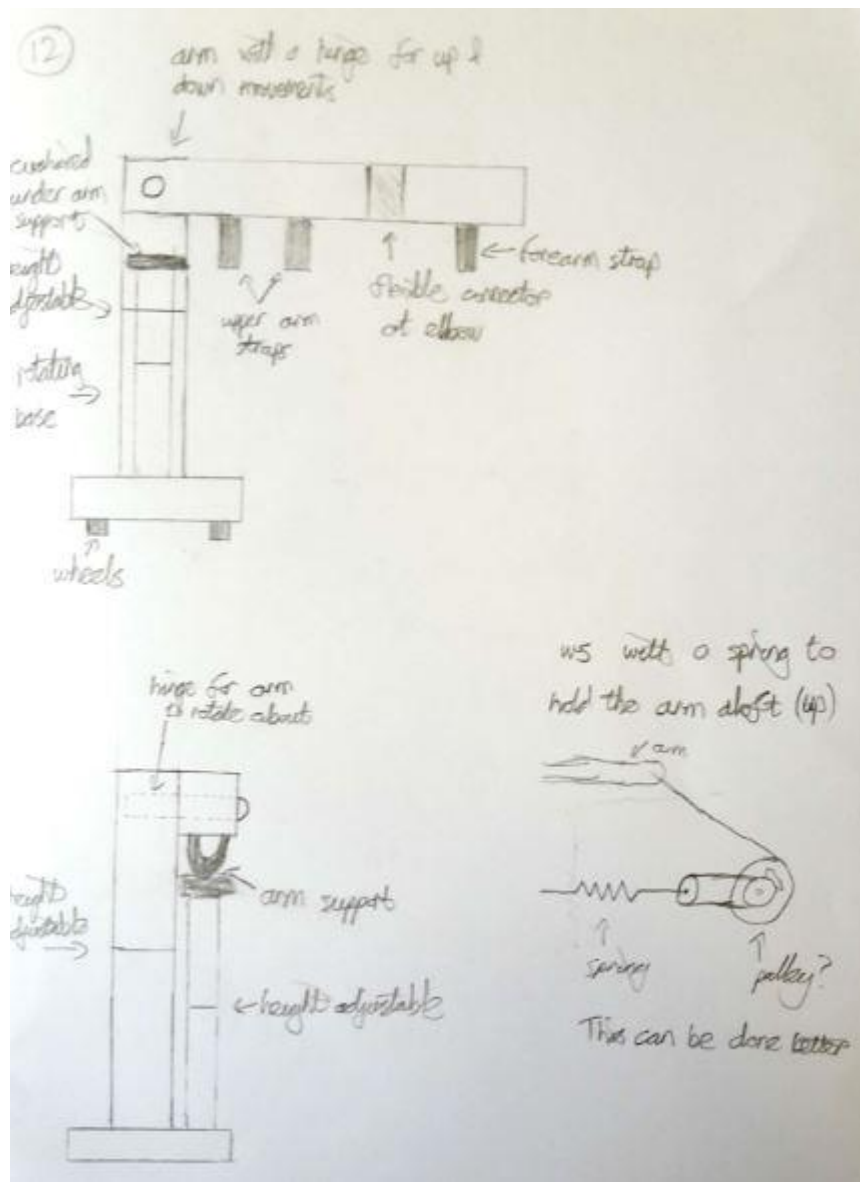 12
arm with a hinge for up &
down movements
cushioned
under arm
support
height
adjustable
rotating
base
upper arm
straps
flexible connector
at elbow
forearm strap
wheels
hinge for arm
to rotate about
height
adjustable
arm support
height adjustable
with a spring to
hold the arm aloft (up)
arm
spring
pulley?
This can be done better